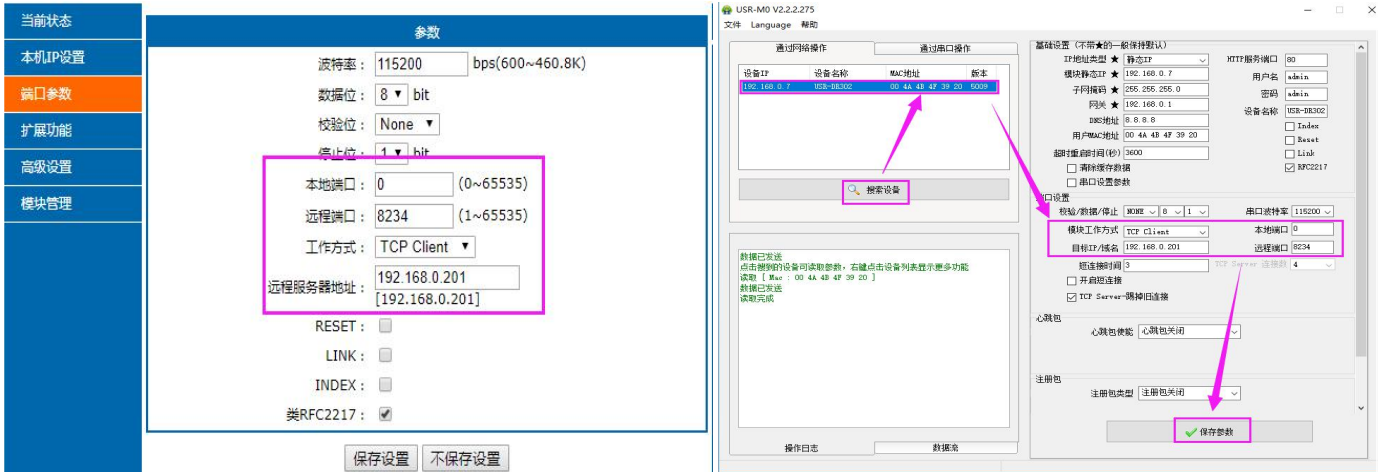 当前状态
本机IP设置
端口参数
扩展功能
高级设置
模块管理
参数
波特率： 115200 bps(600~460.8K)
数据位： 8 bit
校验位： None
停止位： 1 bit
本地端口： 0 (0~65535)
远程端口： 8234 (1~65535)
工作方式： TCP Client
远程服务器地址： 192.168.0.201
[192.168.0.201]
RESET：
LINK：
INDEX：
类RFC2217：
保存设置 不保存设置
USR-M0 V2.2.2.275
文件 Language 帮助
通过网络操作 通过串口操作
设备IP 设备名称 MAC地址 版本
192.168.0.7 USR-DR302 00 4A 4B 4F 39 20 5009
搜索设备
数据已发送
点击搜到的设备可读取参数，右键点击设备列表显示更多功能
读取 [ Mac : 00 4A 4B 4F 39 20 ]
数据已发送
读取完成
操作日志 数据流
基础设置（不带★的一般保持默认）
IP地址类型 ★ 静态IP HTTP服务端口 80
模块静态IP ★ 192.168.0.7 用户名 admin
子网掩码 ★ 255.255.255.0 密码 admin
网关 ★ 192.168.0.1 设备名称 USR-DR302
DNS地址 8.8.8.8 Index
用户MAC地址 00 4A 4B 4F 39 20 Reset
超时重启时间(秒) 3600 Link
清除缓存数据 RFC2217
串口设置参数
口设置
校验/数据/停止 NONE 8 1 串口波特率 115200
模块工作方式 TCP Client 本地端口 0
目标IP/域名 192.168.0.201 远程端口 8234
短连接时间 3 TCP Server 连接数 4
开启短连接
TCP Server-踢掉旧连接
心跳包
心跳包使能 心跳包关闭
注册包
注册包类型 注册包关闭
保存参数